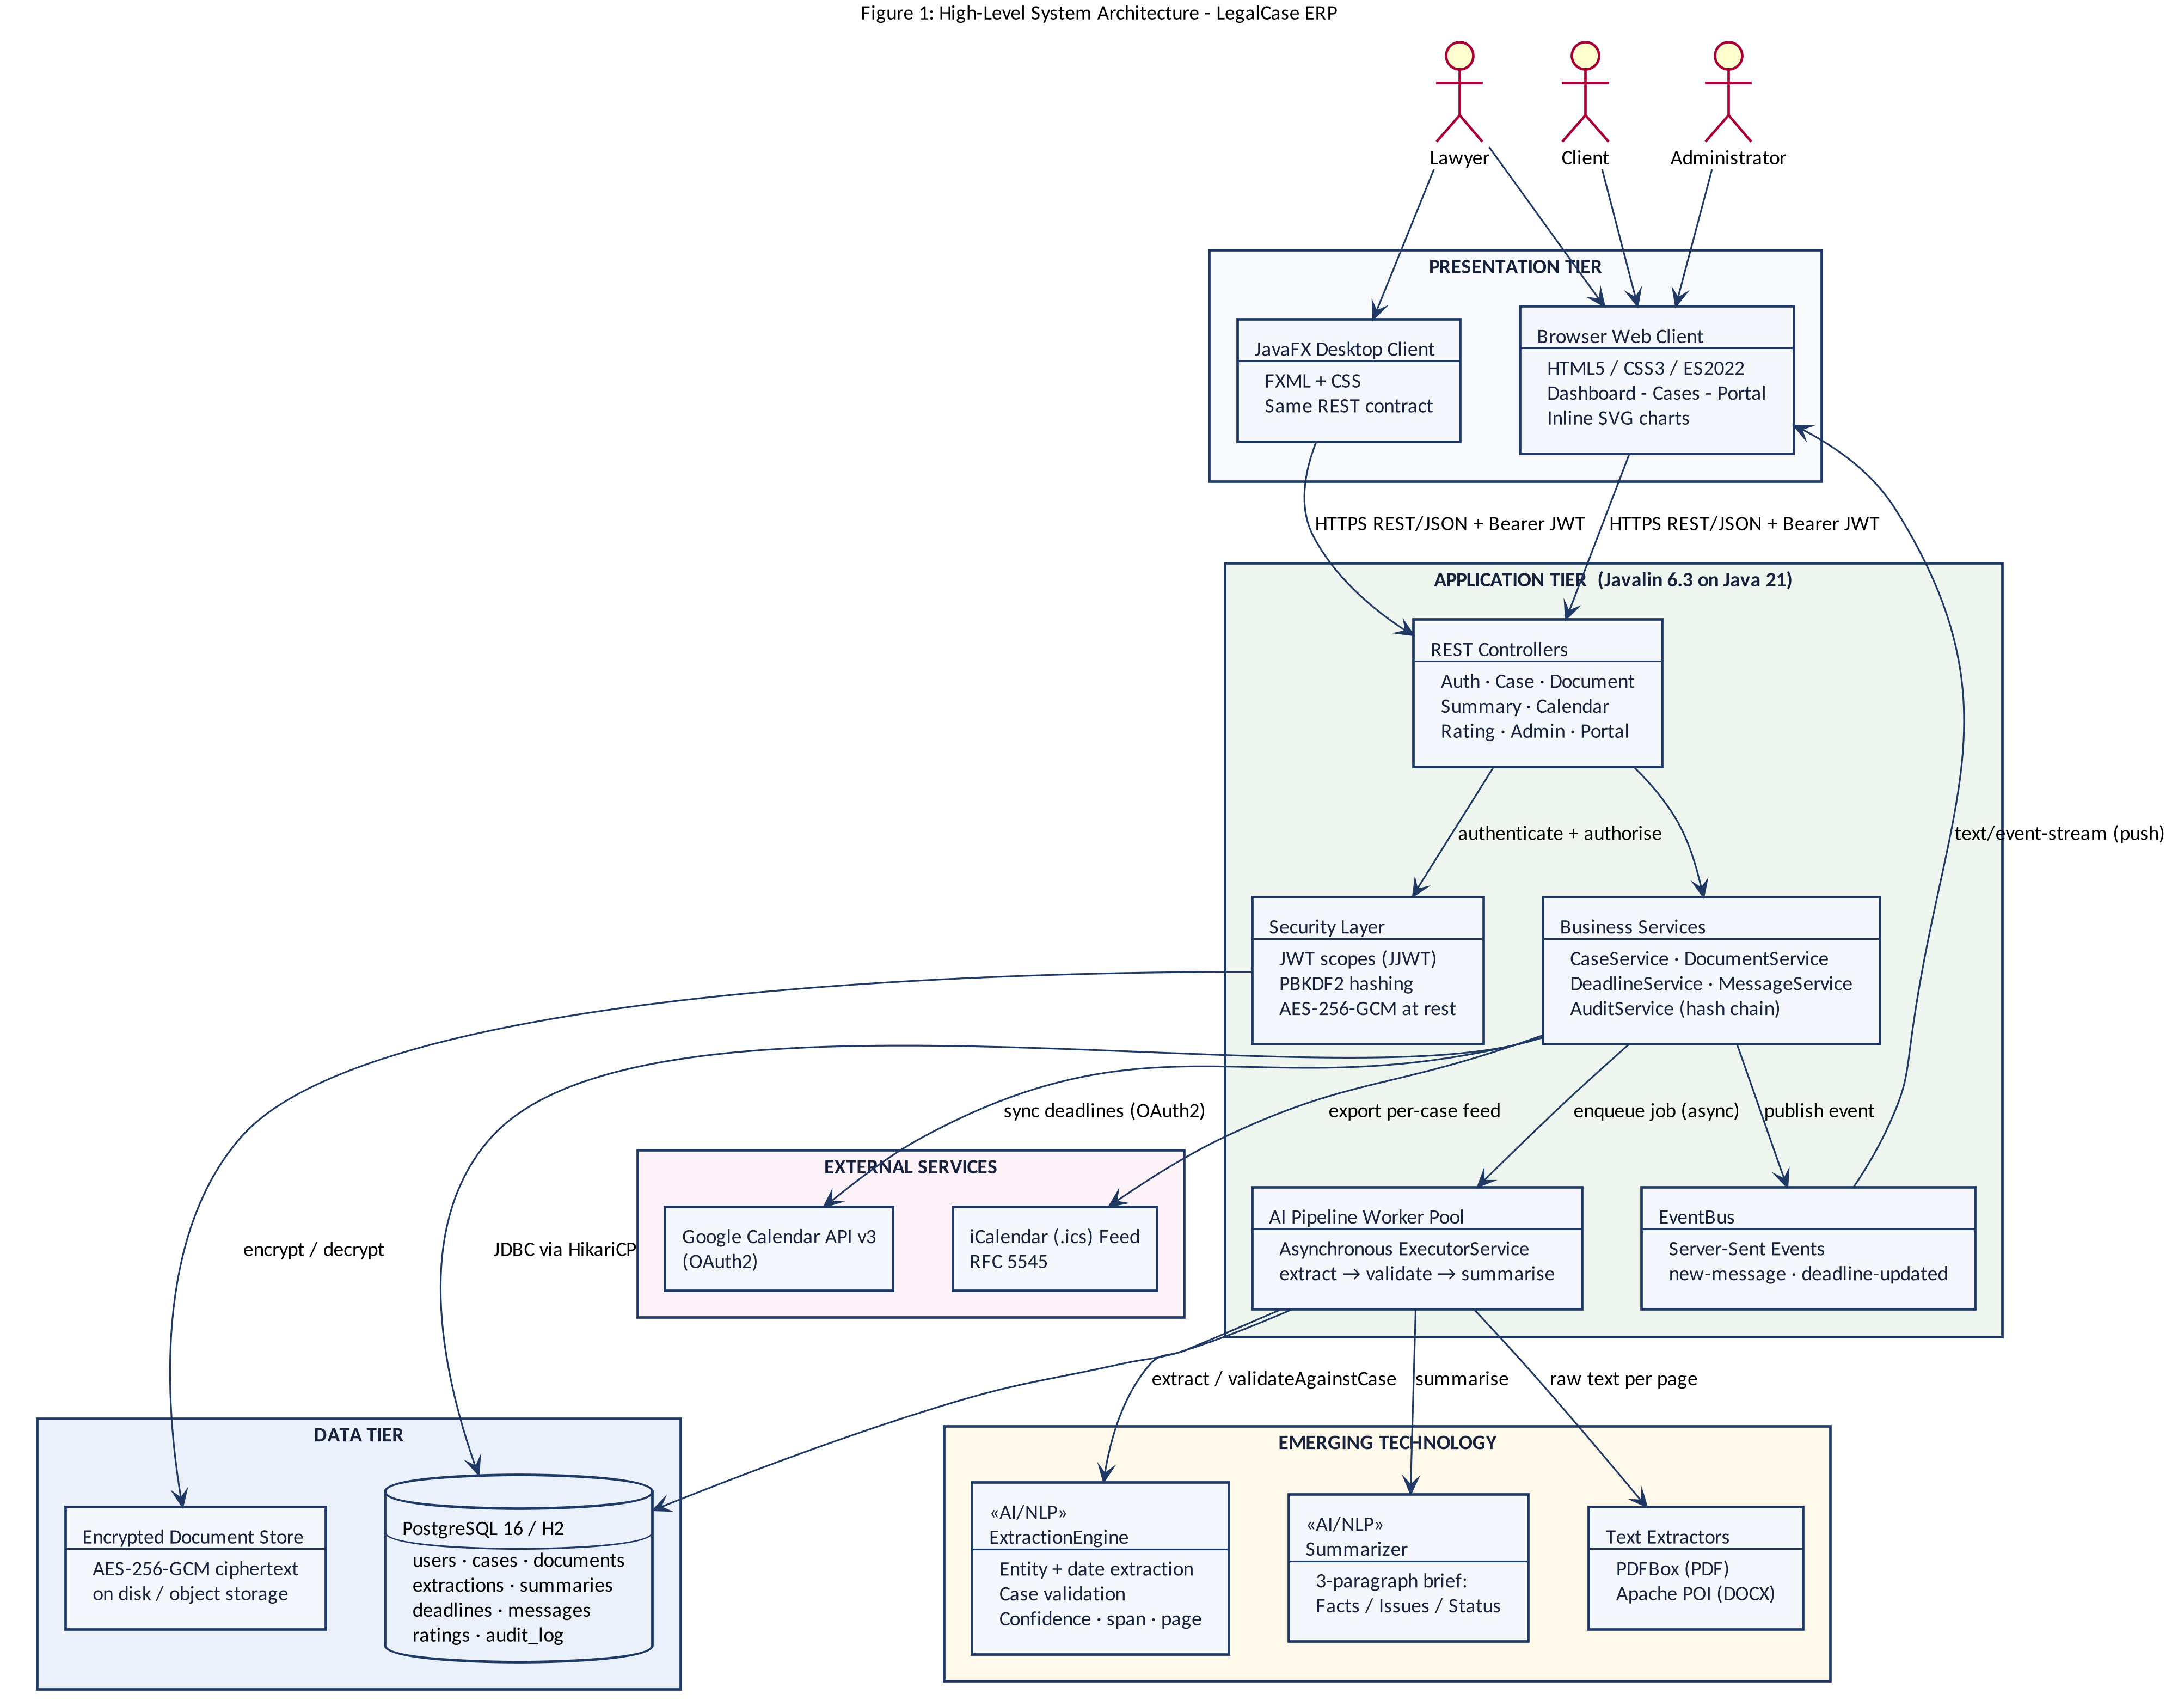 Figure 1: High-Level System Architecture - LegalCase ERP
Lawyer
Client
Administrator
PRESENTATION TIER
JavaFX Desktop Client
FXML + CSS
Same REST contract
Browser Web Client
HTML5 / CSS3 / ES2022
Dashboard - Cases - Portal
Inline SVG charts
HTTPS REST/JSON + Bearer JWT
HTTPS REST/JSON + Bearer JWT
APPLICATION TIER (Javalin 6.3 on Java 21)
REST Controllers
Auth · Case · Document
Summary · Calendar
Rating · Admin · Portal
authenticate + authorise
text/event-stream (push)
Security Layer
JWT scopes (JJWT)
PBKDF2 hashing
AES-256-GCM at rest
Business Services
CaseService · DocumentService
DeadlineService · MessageService
AuditService (hash chain)
sync deadlines (OAuth2)
export per-case feed
enqueue job (async)
publish event
EXTERNAL SERVICES
Google Calendar API v3
(OAuth2)
iCalendar (.ics) Feed
RFC 5545
AI Pipeline Worker Pool
Asynchronous ExecutorService
extract → validate → summarise
EventBus
Server-Sent Events
new-message · deadline-updated
encrypt / decrypt
JDBC via HikariCP
extract / validateAgainstCase
summarise
raw text per page
DATA TIER
Encrypted Document Store
AES-256-GCM ciphertext
on disk / object storage
PostgreSQL 16 / H2
users · cases · documents
extractions · summaries
deadlines · messages
ratings · audit_log
EMERGING TECHNOLOGY
«AI/NLP»
ExtractionEngine
Entity + date extraction
Case validation
Confidence · span · page
«AI/NLP»
Summarizer
3-paragraph brief:
Facts / Issues / Status
Text Extractors
PDFBox (PDF)
Apache POI (DOCX)